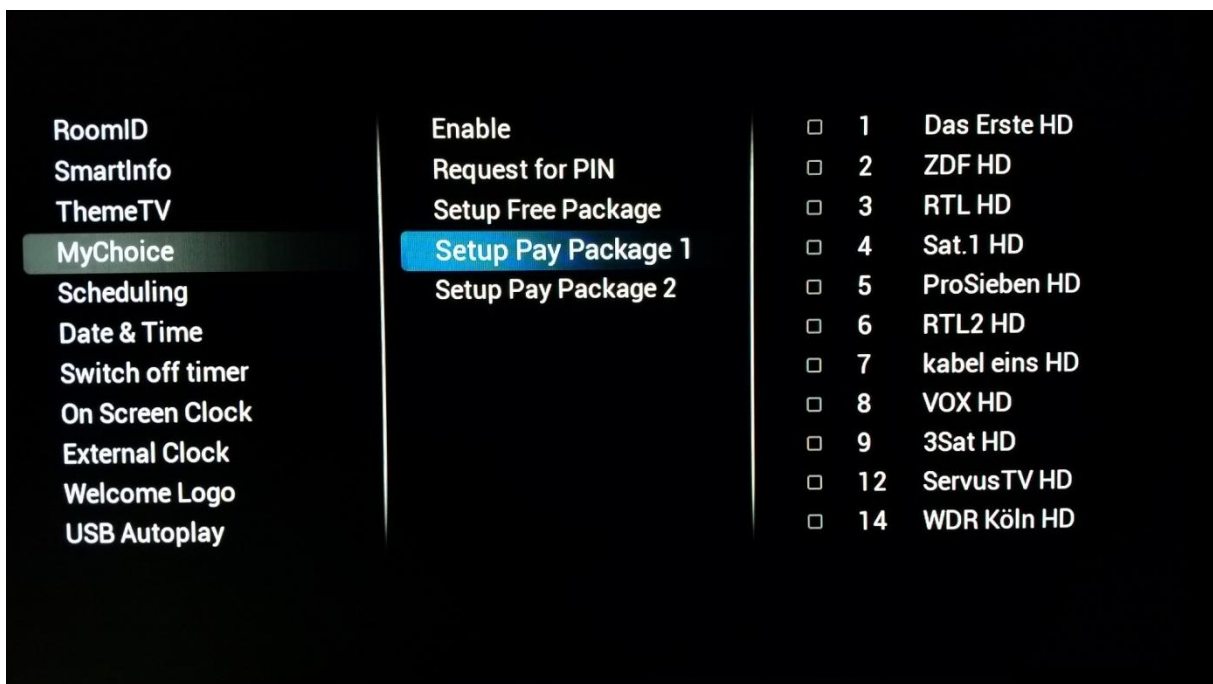 RoomID
SmartInfo
ThemeTV
MyChoice
Scheduling
Date & Time
Switch off timer
On Screen Clock
External Clock
Welcome Logo
USB Autoplay
Enable
Request for PIN
Setup Free Package
Setup Pay Package 1
Setup Pay Package 2
1 Das Erste HD
2 ZDF HD
3 RTL HD
4 Sat.1 HD
5 ProSieben HD
6 RTL2 HD
7 kabel eins HD
8 VOX HD
9 3Sat HD
12 ServusTV HD
14 WDR Köln HD